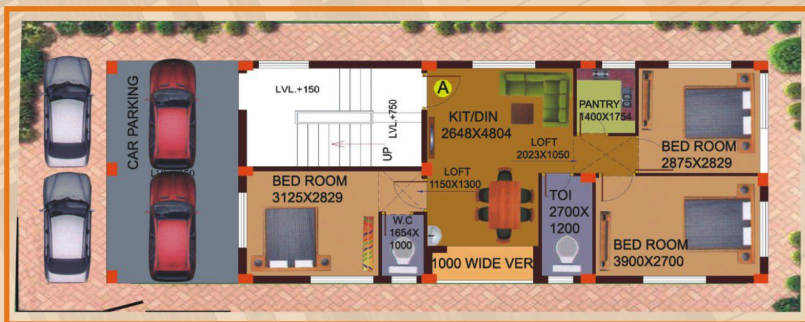 CAR PARKING
LVL.+150
LVL.+750
UP
A
KIT/DIN
2648X4804
PANTRY
1400X1754
LOFT
2023X1050
BED ROOM
2875X2829
BED ROOM
3125X2829
LOFT
1150X1300
W.C
1654X
1000
TOI
2700X
1200
BED ROOM
3900X2700
1000 WIDE VER